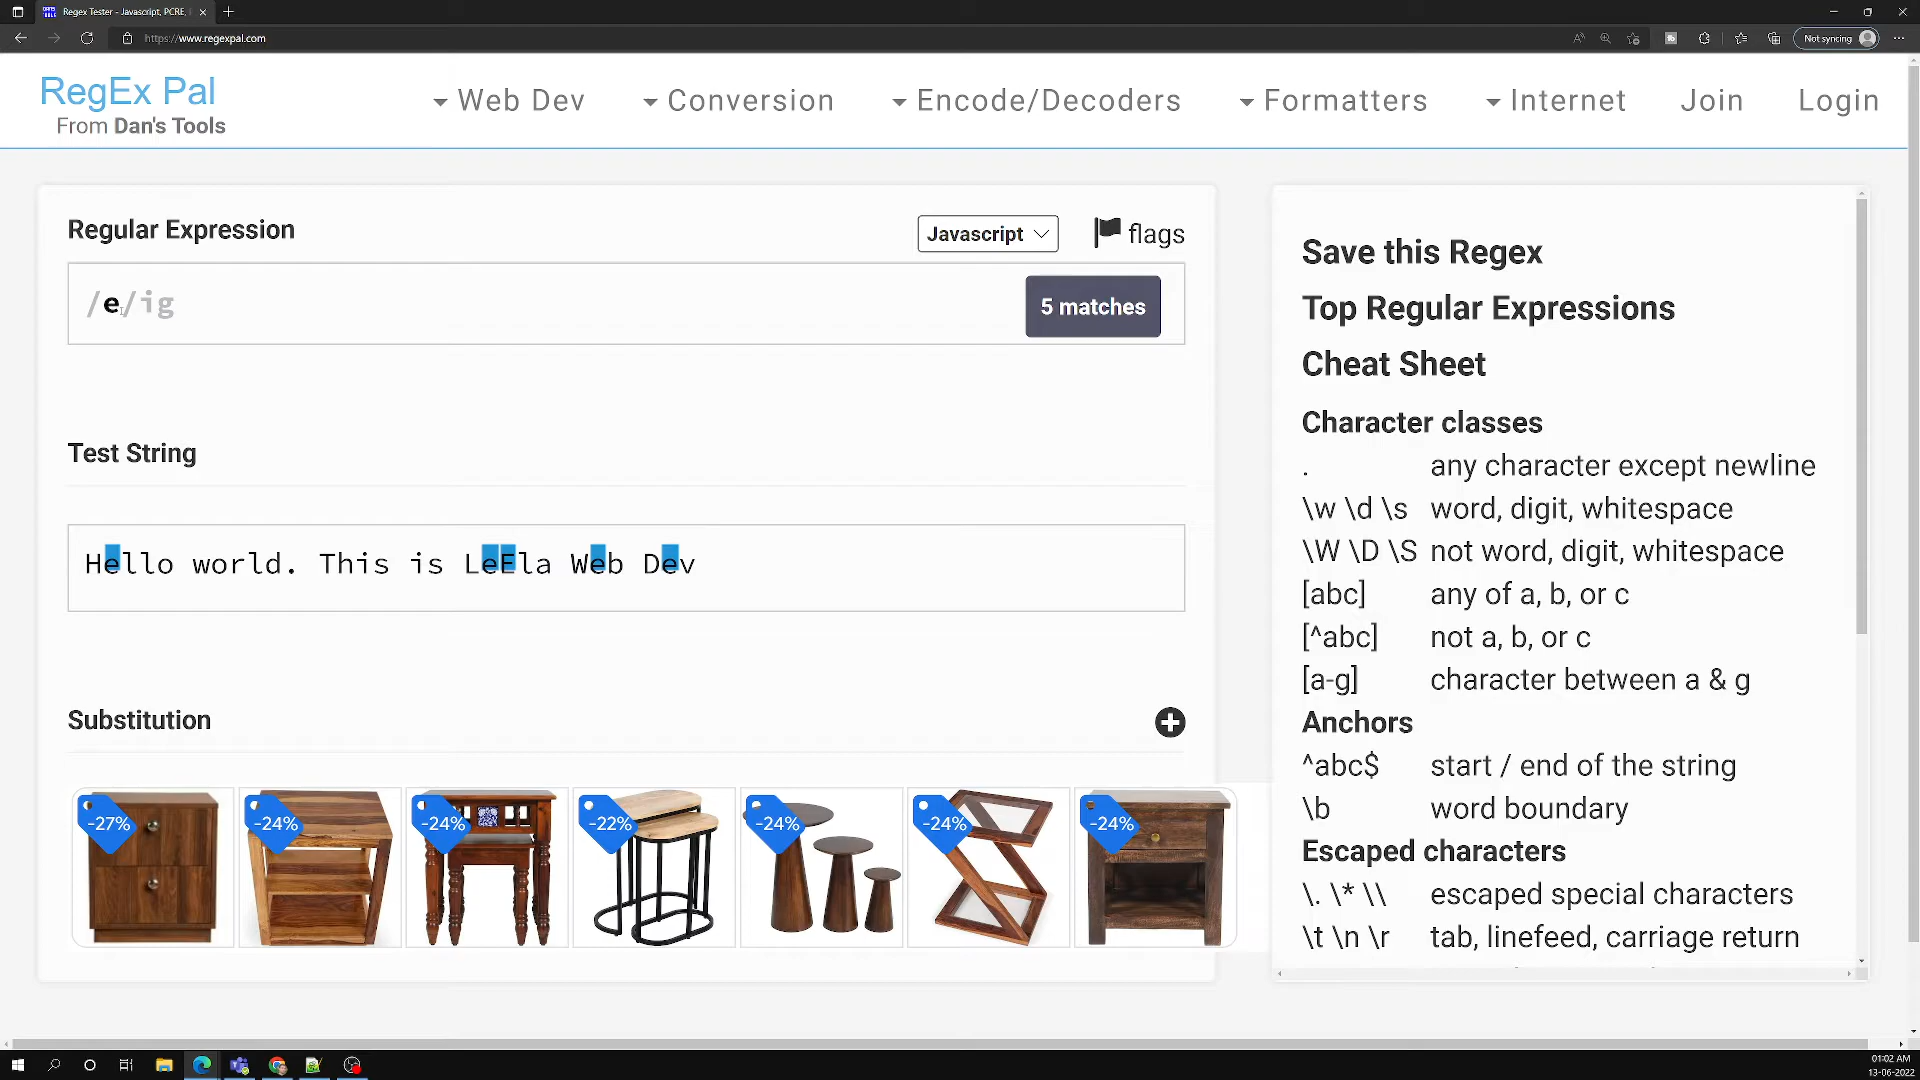 Regex Tester - Javascript, PCRE,
https://www.regexpal.com
Not syncing
RegEx Pal
From Dan's Tools
Web Dev
Conversion
Encode/Decoders
Formatters
Internet
Join
Login
Regular Expression
Javascript
flags
/e/ig
5 matches
Test String
Hello world. This is LeEla Web Dev
Substitution
-27%
-24%
-24%
-22%
-24%
-24%
-24%
Save this Regex
Top Regular Expressions
Cheat Sheet
Character classes
. any character except newline
\w \d \s word, digit, whitespace
\W \D \S not word, digit, whitespace
[abc] any of a, b, or c
[^abc] not a, b, or c
[a-g] character between a & g
Anchors
^abc$ start / end of the string
\b word boundary
Escaped characters
\. \* \\ escaped special characters
\t \n \r tab, linefeed, carriage return
01:02 AM
13-06-2022